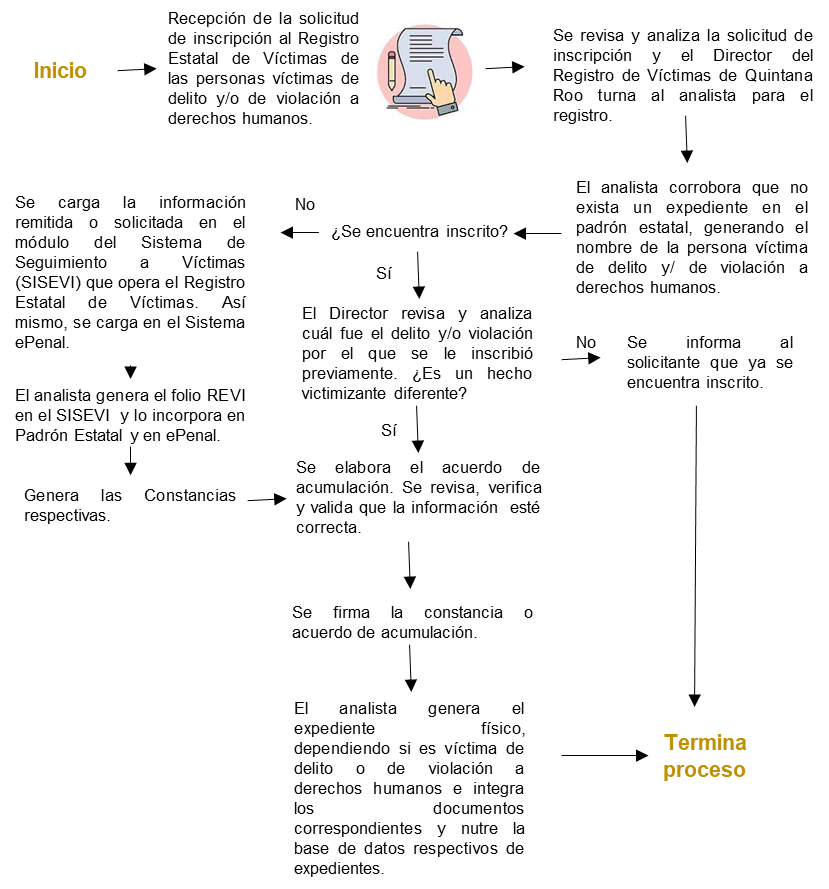 Inicio
Recepción de la solicitud
de inscripción al Registro
Estatal de Víctimas de
las personas víctimas de
delito y/o de violación a
derechos humanos.
Se revisa y analiza la solicitud de
inscripción y el Director del
Registro de Víctimas de Quintana
Roo turna al analista para el
registro.
El analista corrobora que no
exista un expediente en el
padrón estatal, generando el
nombre de la persona víctima
de delito y/ de violación a
derechos humanos.
¿Se encuentra inscrito?
No
Se carga la información
remitida o solicitada en el
módulo del Sistema de
Seguimiento a Víctimas
(SISEVI) que opera el Registro
Estatal de Víctimas. Así
mismo, se carga en el Sistema
ePenal.
El analista genera el folio REVI
en el SISEVI y lo incorpora en
Padrón Estatal y en ePenal.
Genera las Constancias
respectivas.
Sí
El Director revisa y analiza
cuál fue el delito y/o violación
por el que se le inscribió
previamente. ¿Es un hecho
victimizante diferente?
No
Se informa al
solicitante que ya se
encuentra inscrito.
Sí
Se elabora el acuerdo de
acumulación. Se revisa, verifica
y valida que la información esté
correcta.
Se firma la constancia o
acuerdo de acumulación.
El analista genera el
expediente físico,
dependiendo si es víctima de
delito o de violación a
derechos humanos e integra
los documentos
correspondientes y nutre la
base de datos respectivos de
expedientes.
Termina
proceso